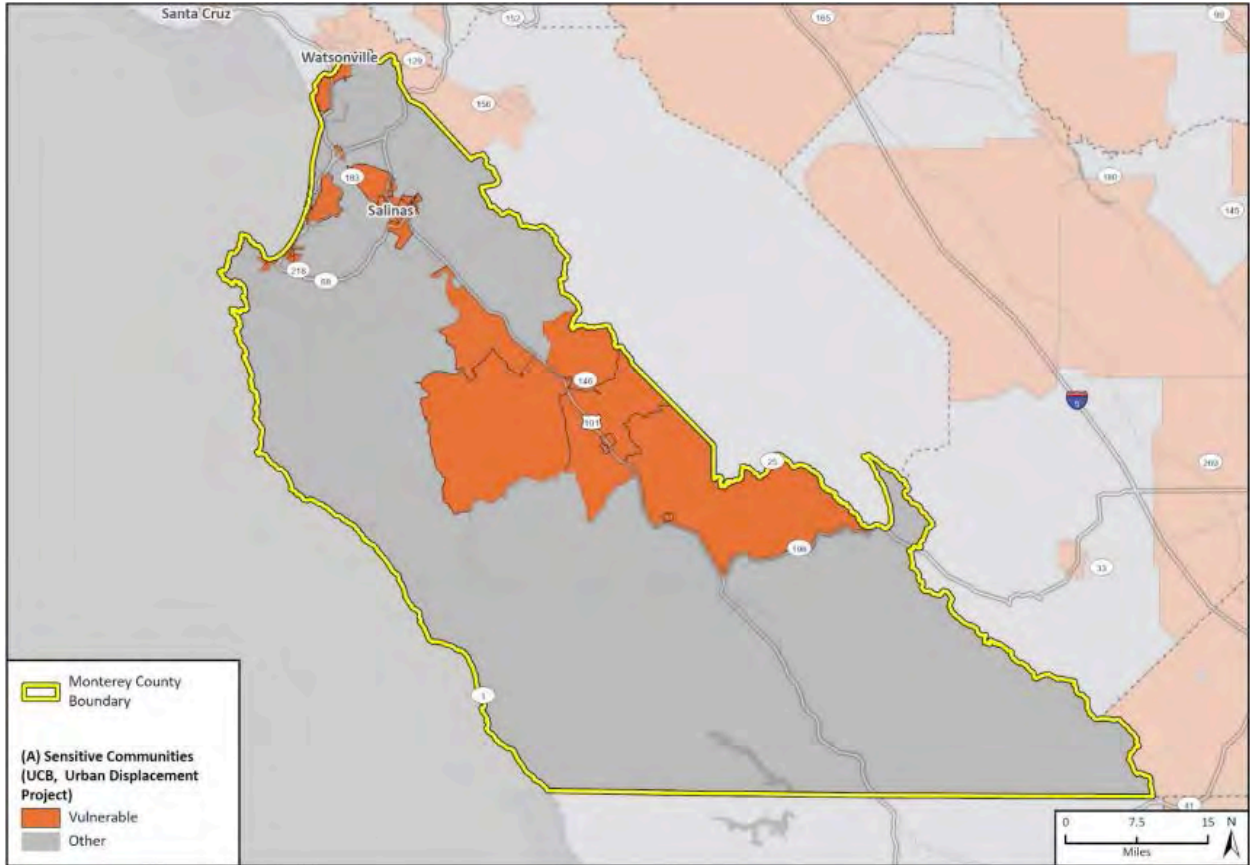 Santa Cruz
152
165
99
Watsonville
129
156
180
183
145
Salinas
218
68
146
5
101
25
269
198
33
1
41
Monterey County
Boundary
(A) Sensitive Communities
(UCB, Urban Displacement
Project)
Vulnerable
Other
0 7.5 15
Miles
N